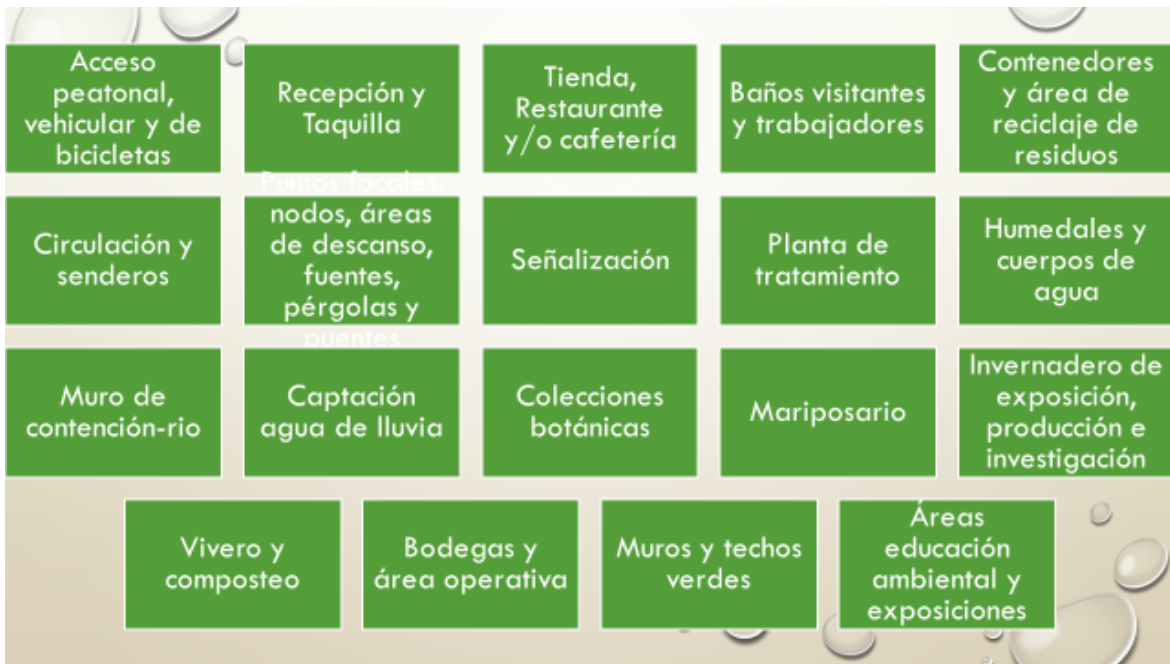 Acceso
peatonal,
vehicular y de
bicicletas
Recepción y
Taquilla
Tienda,
Restaurante
y/o cafetería
Baños visitantes
y trabajadores
Contenedores
y área de
reciclaje de
residuos
Circulación y
senderos
Puntos focales,
nodos, áreas
de descanso,
fuentes,
pérgolas y
puentes
Señalización
Planta de
tratamiento
Humedales y
cuerpos de
agua
Muro de
contención-rio
Captación
agua de lluvia
Colecciones
botánicas
Mariposario
Invernadero de
exposición,
producción e
investigación
Vivero y
composteo
Bodegas y
área operativa
Muros y techos
verdes
Áreas
educación
ambiental y
exposiciones